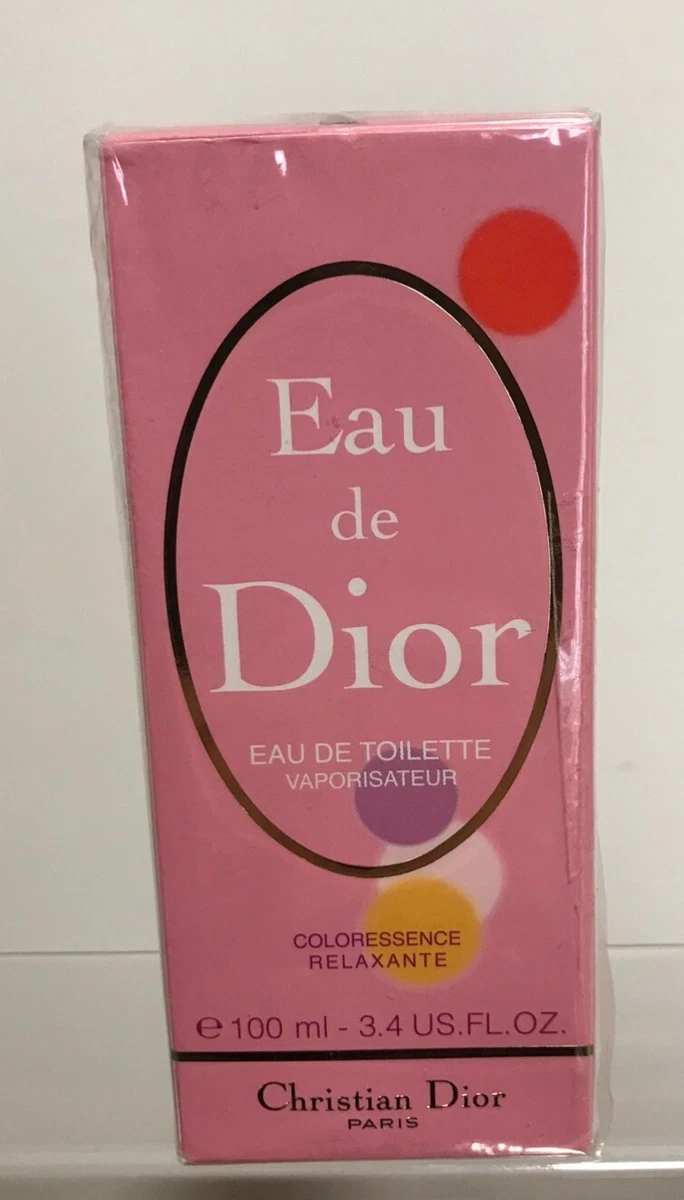 Eau
de
Dior
EAU DE TOILETTE
VAPORISATEUR
COLORESSENCE
RELAXANTE
℮ 100 ml - 3.4 US.FL.OZ.
Christian Dior
PARIS